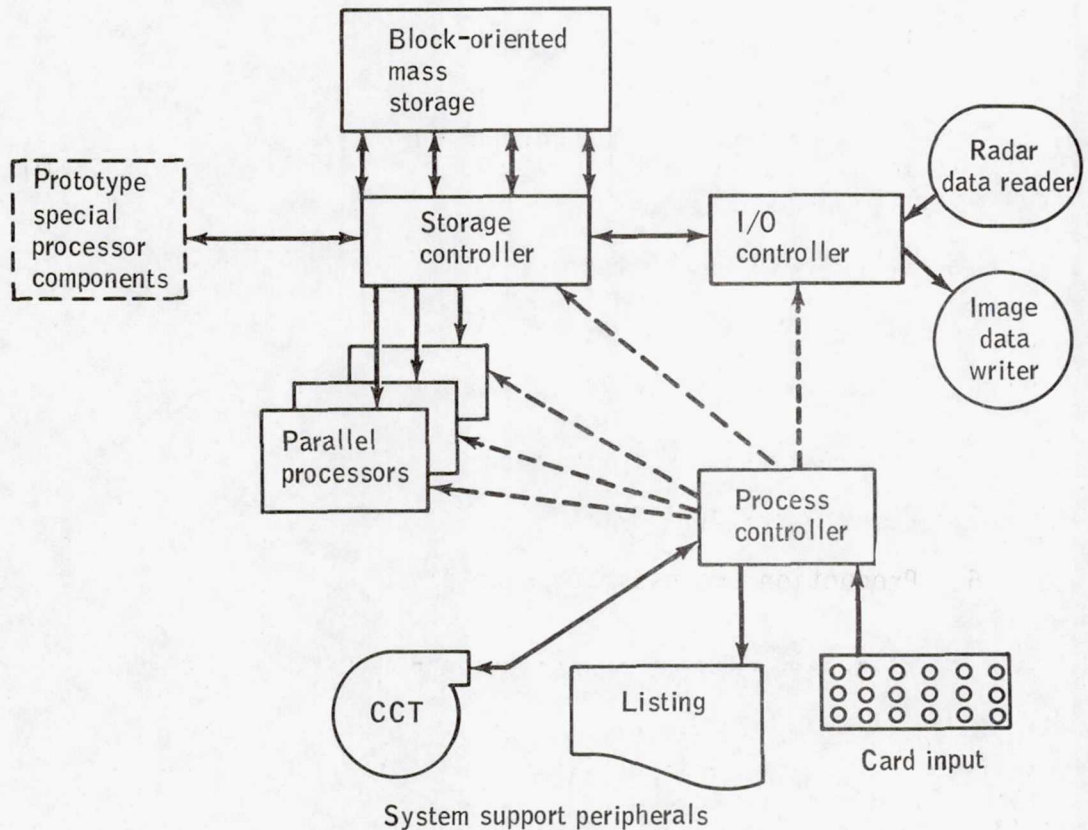 Block-oriented
mass
storage
Prototype
special
processor
components
Storage
controller
I/O
controller
Radar
data reader
Image
data
writer
Parallel
processors
Process
controller
CCT
Listing
Card input
System support peripherals